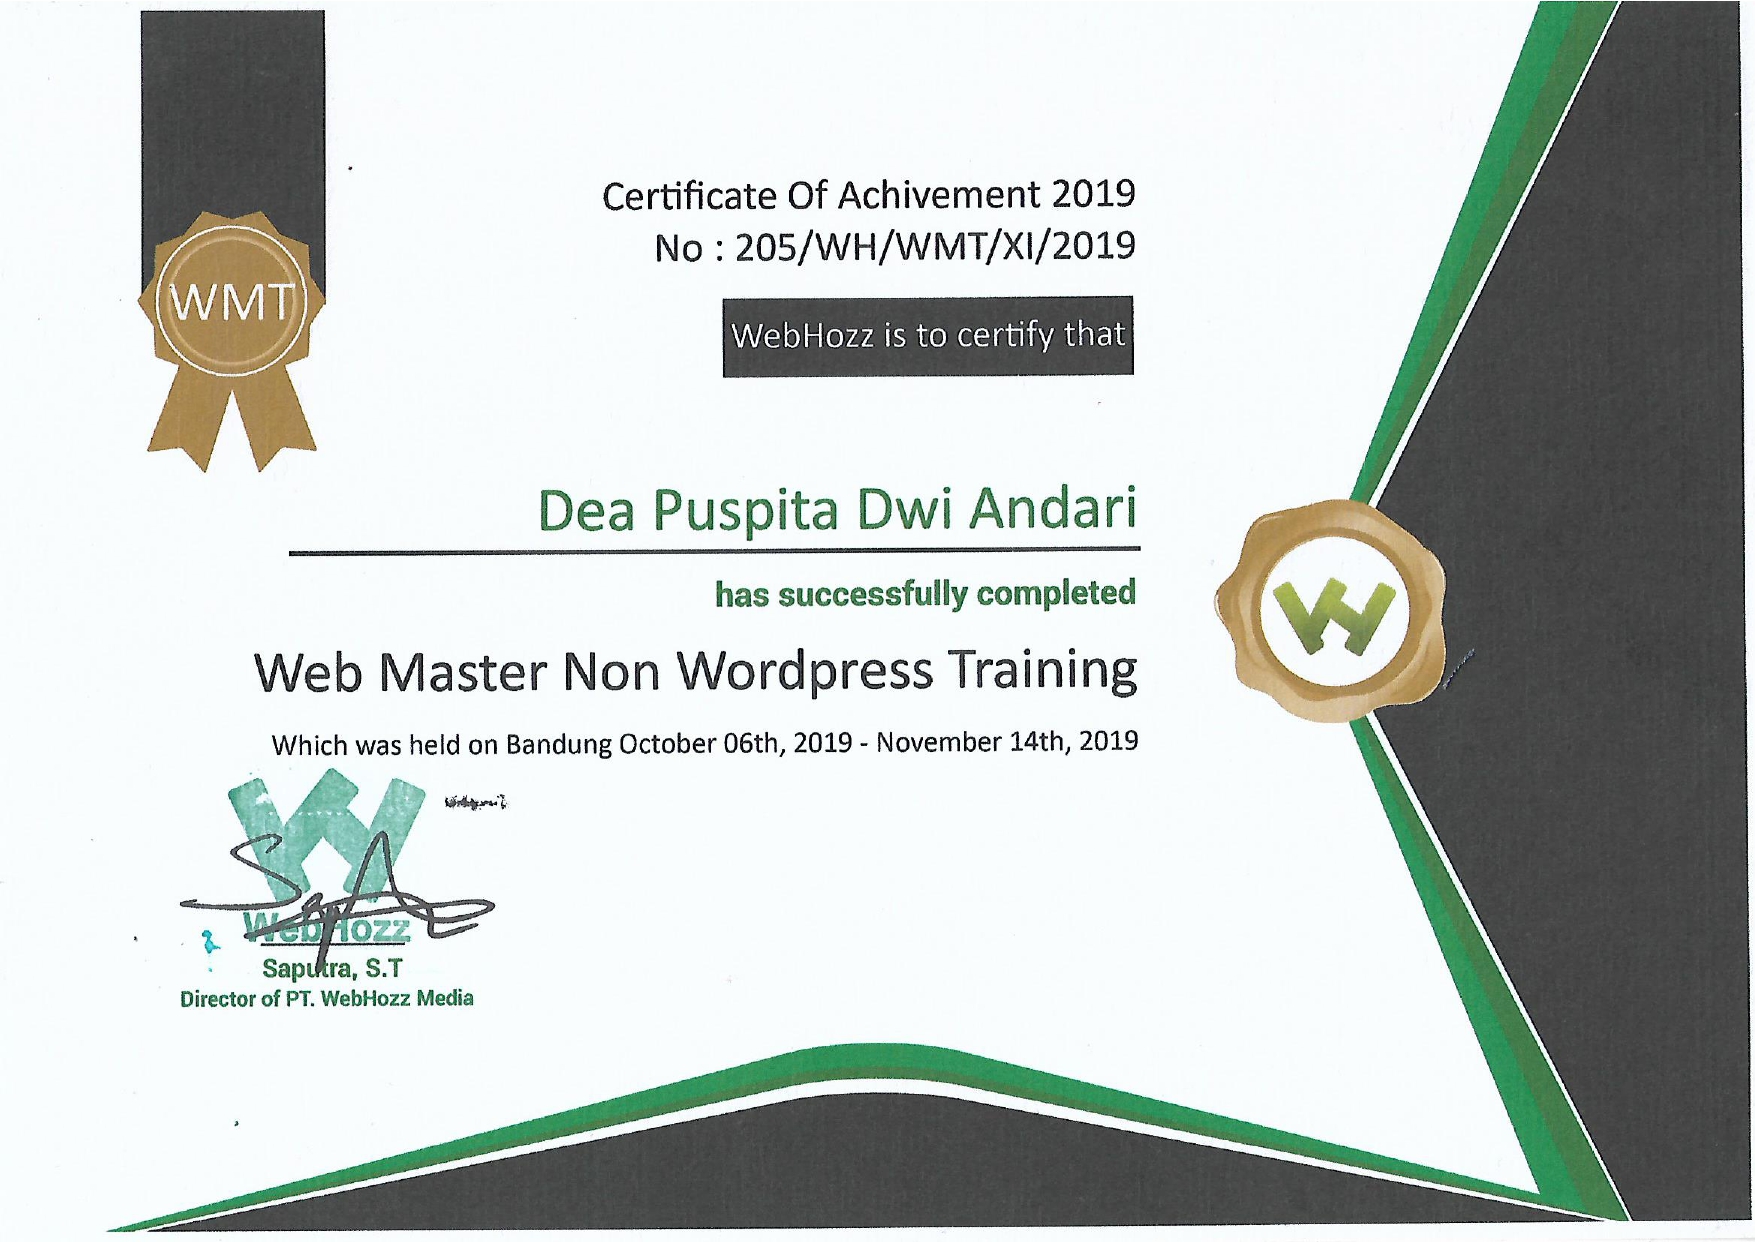 WMT
Certificate Of Achivement 2019
No : 205/WH/WMT/XI/2019
WebHozz is to certify that
Dea Puspita Dwi Andari
has successfully completed
Web Master Non Wordpress Training
Which was held on Bandung October 06th, 2019 - November 14th, 2019
WebHozz
Saputra, S.T
Director of PT. WebHozz Media